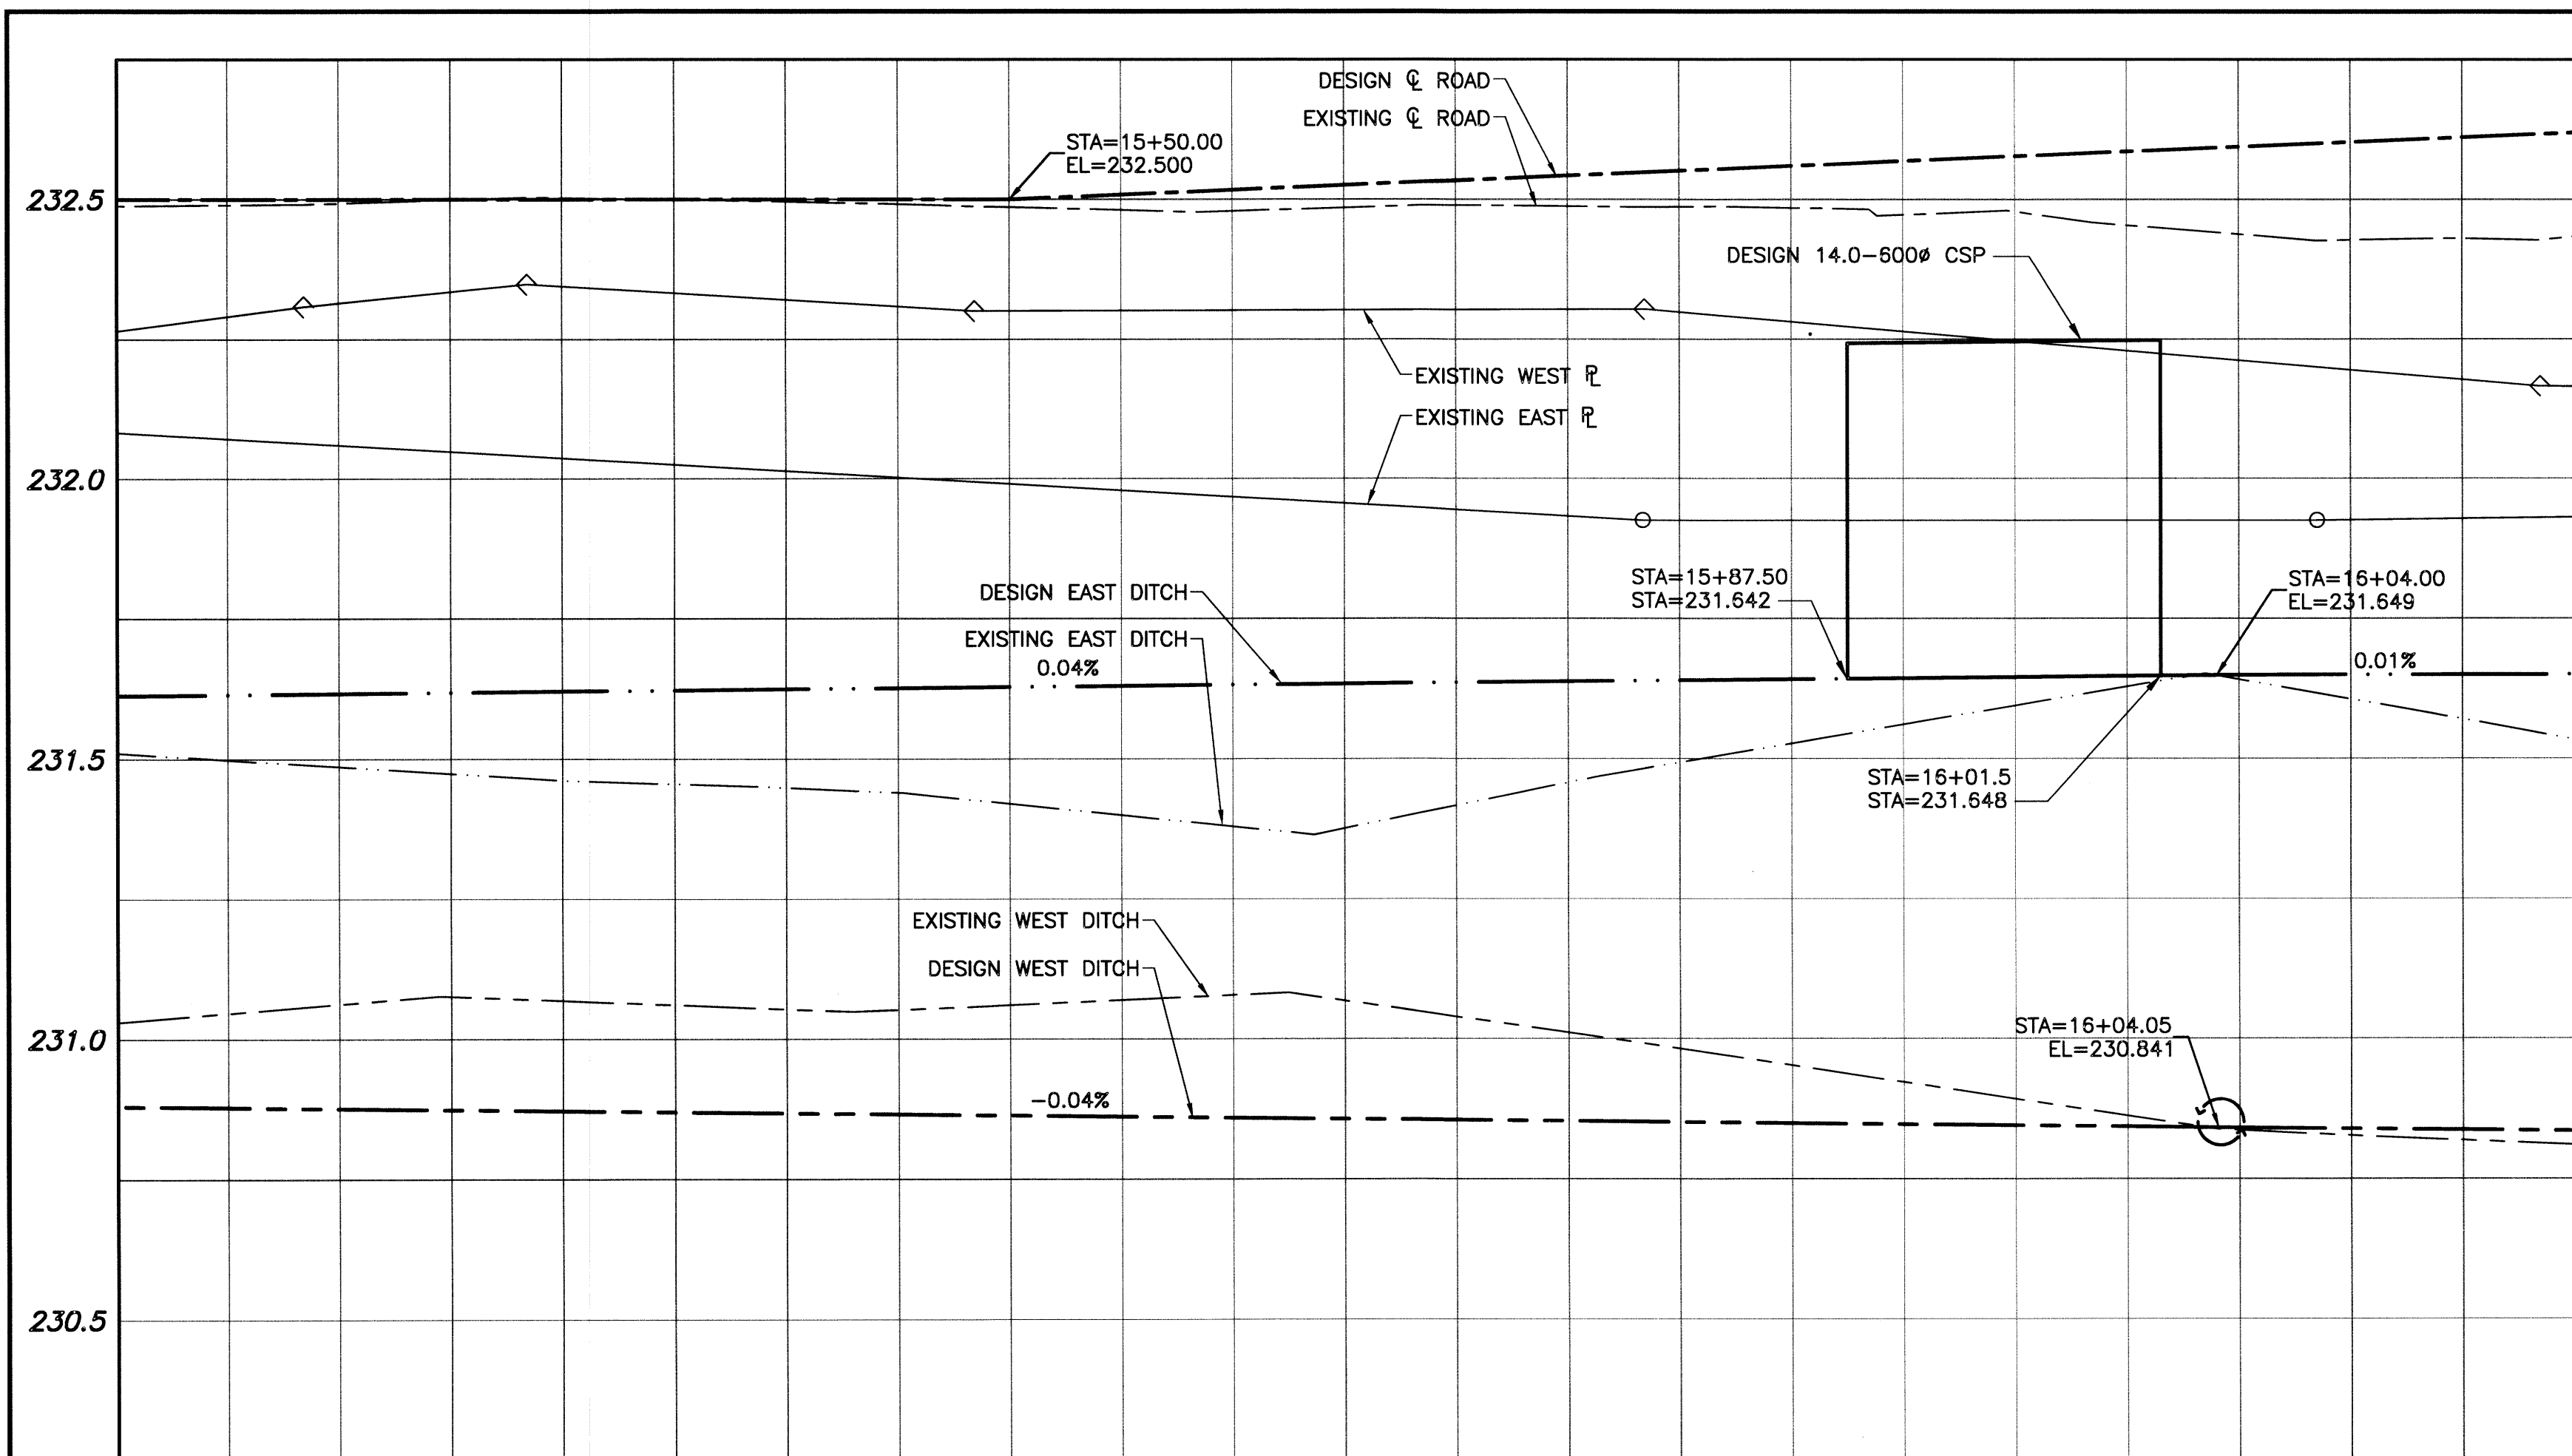 DESIGN ℄ ROAD
EXISTING ℄ ROAD
STA=15+50.00
EL=232.500
232.5
DESIGN 14.0-600ø CSP
EXISTING WEST ⅊
EXISTING EAST ⅊
232.0
STA=15+87.50
STA=231.642
STA=16+04.00
EL=231.649
DESIGN EAST DITCH
EXISTING EAST DITCH
0.04%
0.01%
231.5
STA=16+01.5
STA=231.648
EXISTING WEST DITCH
DESIGN WEST DITCH
231.0
STA=16+04.05
EL=230.841
-0.04%
230.5